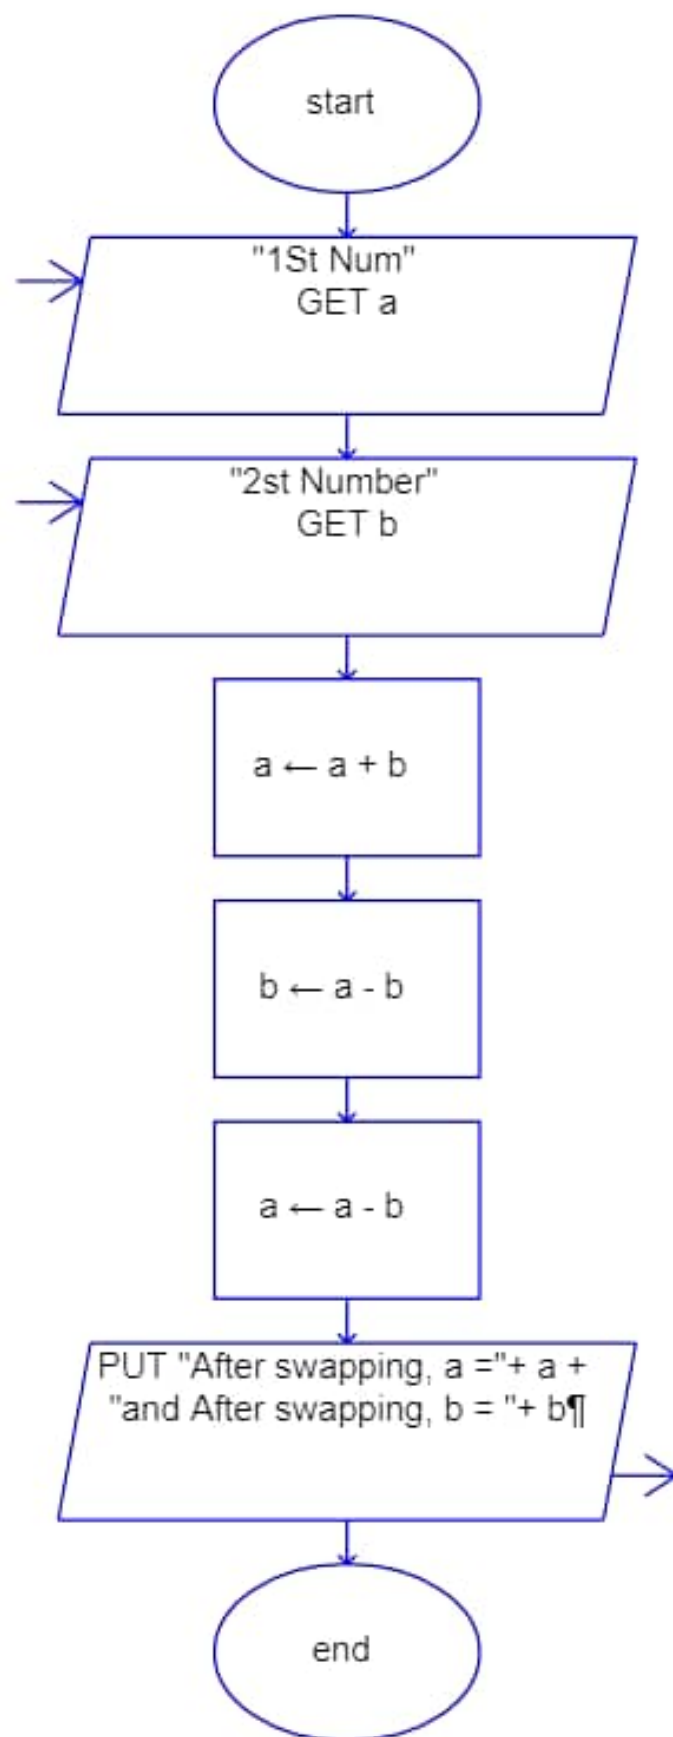 start
"1St Num"
GET a
"2st Number"
GET b
a ← a + b
b ← a - b
a ← a - b
PUT "After swapping, a ="+ a +
"and After swapping, b = "+ b¶
end